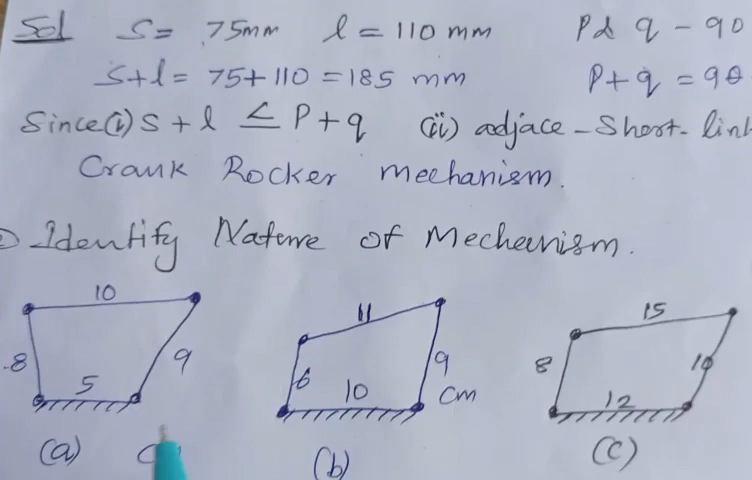 Sol S = 75mm l = 110 mm P & q - 90
S+l = 75+110 = 185 mm P+q = 90
Since (i) S + l ≤ P+q (ii) adjace - Short - link
Crank Rocker mechanism.
Identify Nature of Mechanism.
10 11 15
8 5 9 6 10 9 cm 8 12 10
(a) (b) (c)